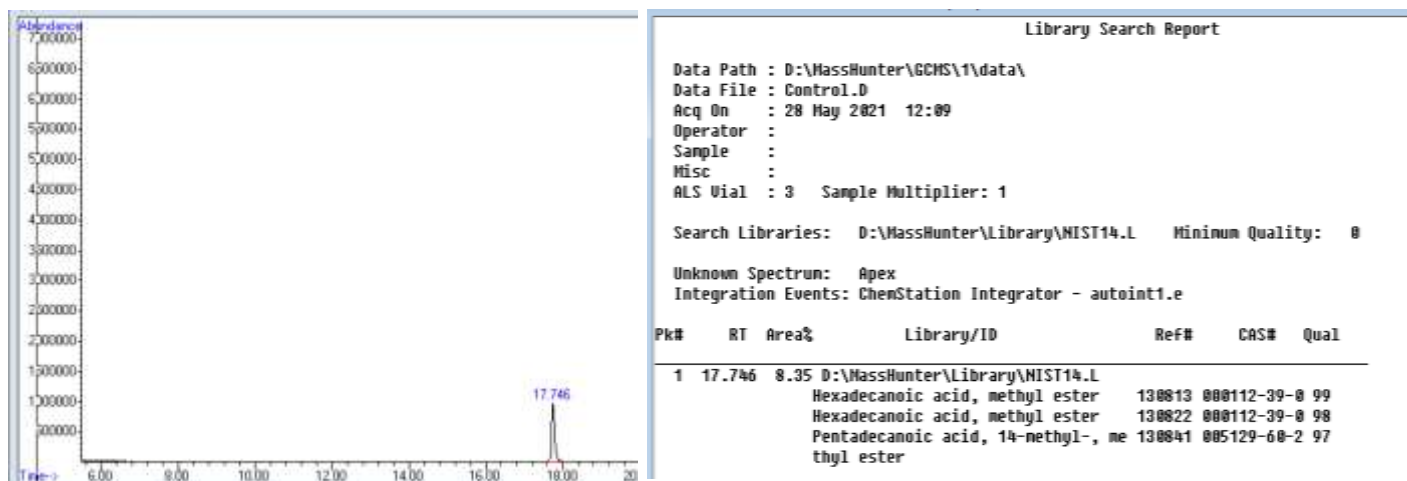 Abundance
7000000
6500000
6000000
5500000
5000000
4500000
4000000
3500000
3000000
2500000
2000000
1500000
1000000
500000
17.746
Time-> 6.00 8.00 10.00 12.00 14.00 16.00 18.00 20
Library Search Report
Data Path : D:\MassHunter\GCMS\1\data\
Data File : Control.D
Acq On : 28 May 2021 12:09
Operator :
Sample :
Misc :
ALS Vial : 3 Sample Multiplier: 1
Search Libraries: D:\MassHunter\Library\NIST14.L Minimum Quality: 0
Unknown Spectrum: Apex
Integration Events: ChemStation Integrator - autoint1.e
Pk# RT Area% Library/ID Ref# CAS# Qual
1 17.746 8.35 D:\MassHunter\Library\NIST14.L
Hexadecanoic acid, methyl ester 130813 000112-39-0 99
Hexadecanoic acid, methyl ester 130822 000112-39-0 98
Pentadecanoic acid, 14-methyl-, me 130841 005129-60-2 97
thyl ester